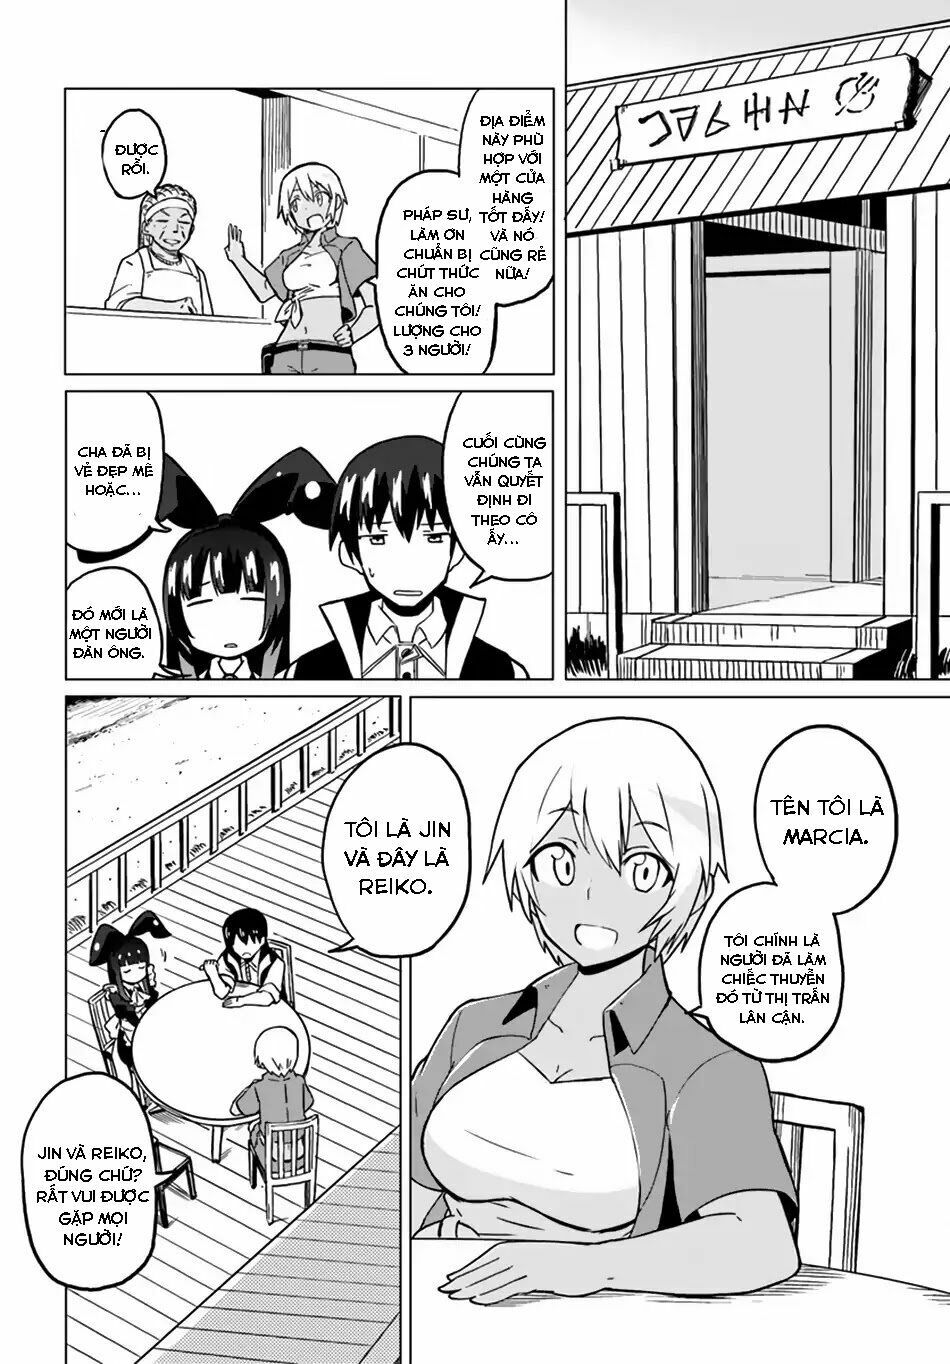 ĐỊA ĐIỂM
NÀY PHÙ
HỢP VỚI
MỘT CỬA
HÀNG
TỐT ĐẤY!
VÀ NÓ
CŨNG RẺ
NỮA!
PHÁP SƯ,
LÀM ƠN
CHUẨN BỊ
CHÚT THỨC
ĂN CHO
CHÚNG TÔI!
LƯỢNG CHO
3 NGƯỜI!
ĐƯỢC
RỒI.
CUỐI CÙNG
CHÚNG TA
VẪN QUYẾT
ĐỊNH ĐI
THEO CÔ
ẤY...
CHA ĐÃ BỊ
VẺ ĐẸP MÊ
HOẶC...
ĐÓ MỚI LÀ
MỘT NGƯỜI
ĐÀN ÔNG.
TÊN TÔI LÀ
MARCIA.
TÔI CHÍNH LÀ
NGƯỜI ĐÃ LÀM
CHIẾC THUYỀN
ĐÓ TỪ THỊ TRẤN
LÂN CẬN.
TÔI LÀ JIN
VÀ ĐÂY LÀ
REIKO.
JIN VÀ REIKO,
ĐÚNG CHỨ?
RẤT VUI ĐƯỢC
GẶP MỌI
NGƯỜI!